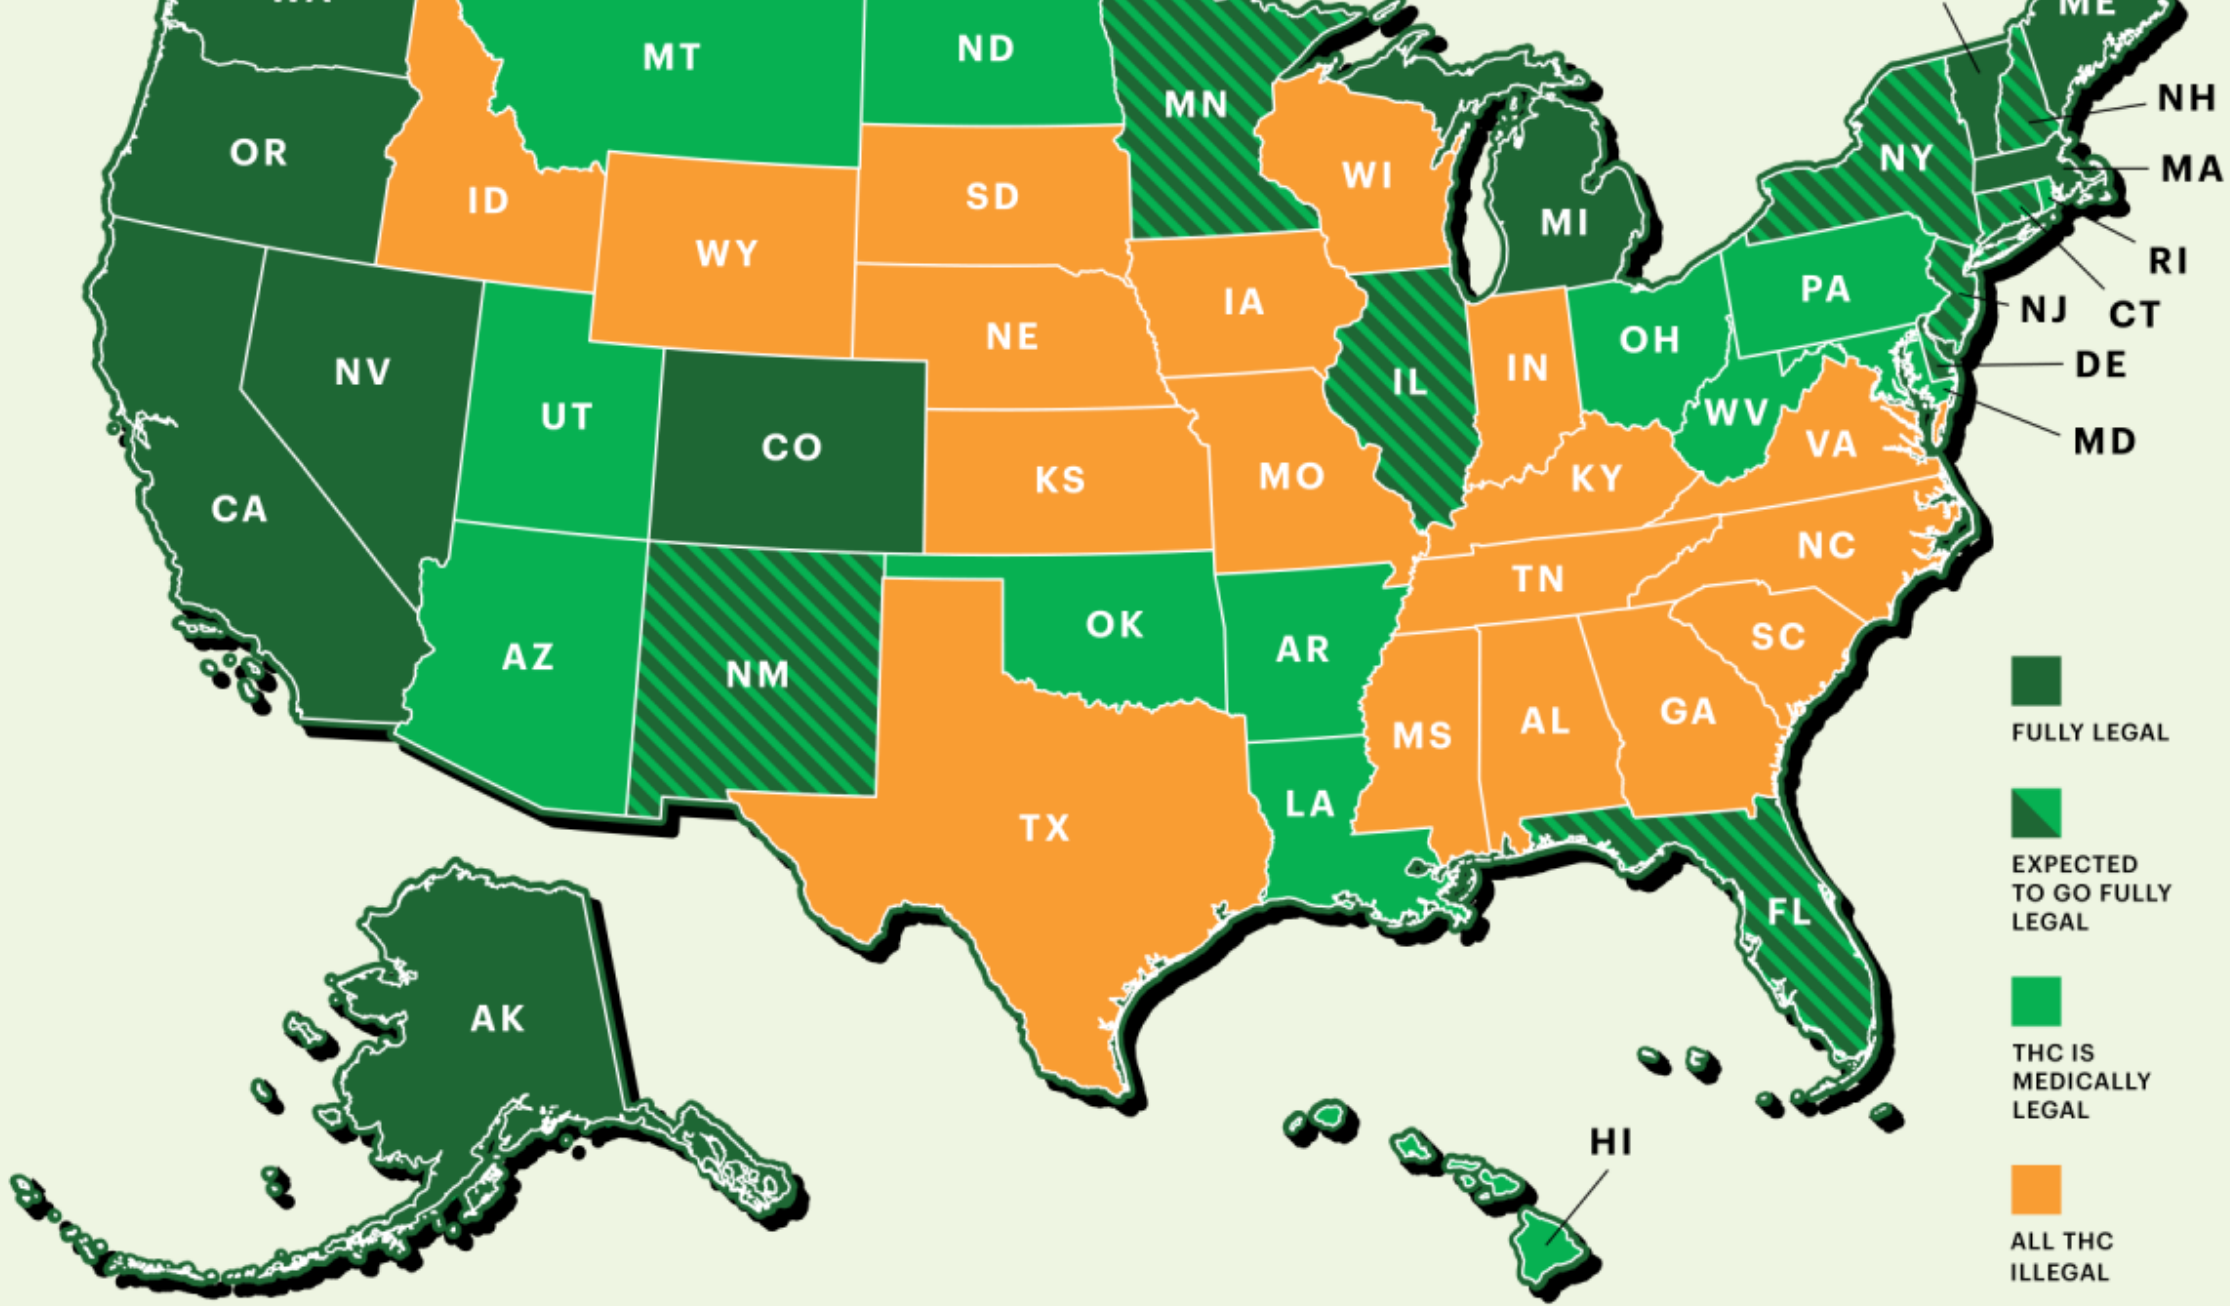 ME
MT
ND
MN
NH
OR
NY
MA
WI
ID
SD
MI
WY
RI
PA
IA
NJ
CT
NE
OH
DE
NV
IN
IL
UT
WV
MD
CO
VA
KS
MO
KY
CA
NC
TN
OK
AR
SC
AZ
NM
GA
AL
MS
FULLY LEGAL
LA
TX
EXPECTED
TO GO FULLY
LEGAL
FL
AK
THC IS
MEDICALLY
LEGAL
HI
ALL THC
ILLEGAL